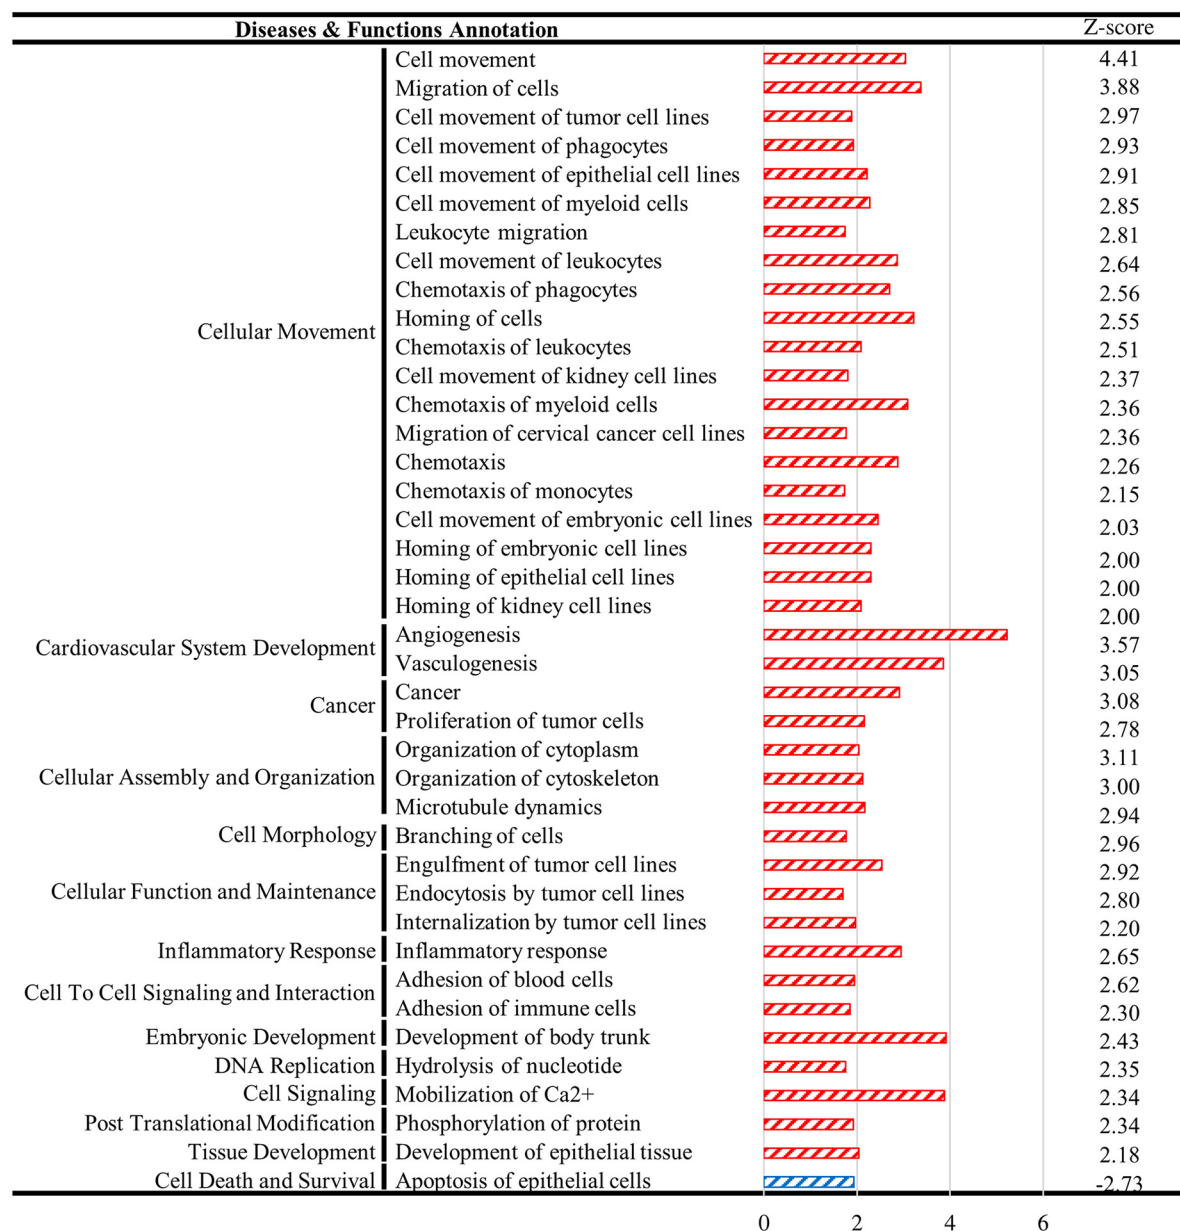 Diseases & Functions Annotation Z-score
Cell movement 4.41
Migration of cells 3.88
Cell movement of tumor cell lines 2.97
Cell movement of phagocytes 2.93
Cell movement of epithelial cell lines 2.91
Cell movement of myeloid cells 2.85
Leukocyte migration 2.81
Cell movement of leukocytes 2.64
Chemotaxis of phagocytes 2.56
Homing of cells 2.55
Cellular Movement
Chemotaxis of leukocytes 2.51
Cell movement of kidney cell lines 2.37
Chemotaxis of myeloid cells 2.36
Migration of cervical cancer cell lines 2.36
Chemotaxis 2.26
Chemotaxis of monocytes 2.15
Cell movement of embryonic cell lines 2.03
Homing of embryonic cell lines 2.00
Homing of epithelial cell lines 2.00
Homing of kidney cell lines 2.00
Angiogenesis 3.57
Cardiovascular System Development
Vasculogenesis 3.05
Cancer 3.08
Cancer
Proliferation of tumor cells 2.78
Organization of cytoplasm 3.11
Cellular Assembly and Organization Organization of cytoskeleton 3.00
Microtubule dynamics 2.94
Cell Morphology Branching of cells 2.96
Engulfment of tumor cell lines 2.92
Cellular Function and Maintenance Endocytosis by tumor cell lines 2.80
Internalization by tumor cell lines 2.20
Inflammatory Response Inflammatory response 2.65
Adhesion of blood cells 2.62
Cell To Cell Signaling and Interaction
Adhesion of immune cells 2.30
Embryonic Development Development of body trunk 2.43
DNA Replication Hydrolysis of nucleotide 2.35
Cell Signaling Mobilization of Ca2+ 2.34
Post Translational Modification Phosphorylation of protein 2.34
Tissue Development Development of epithelial tissue 2.18
Cell Death and Survival Apoptosis of epithelial cells -2.73
0 2 4 6